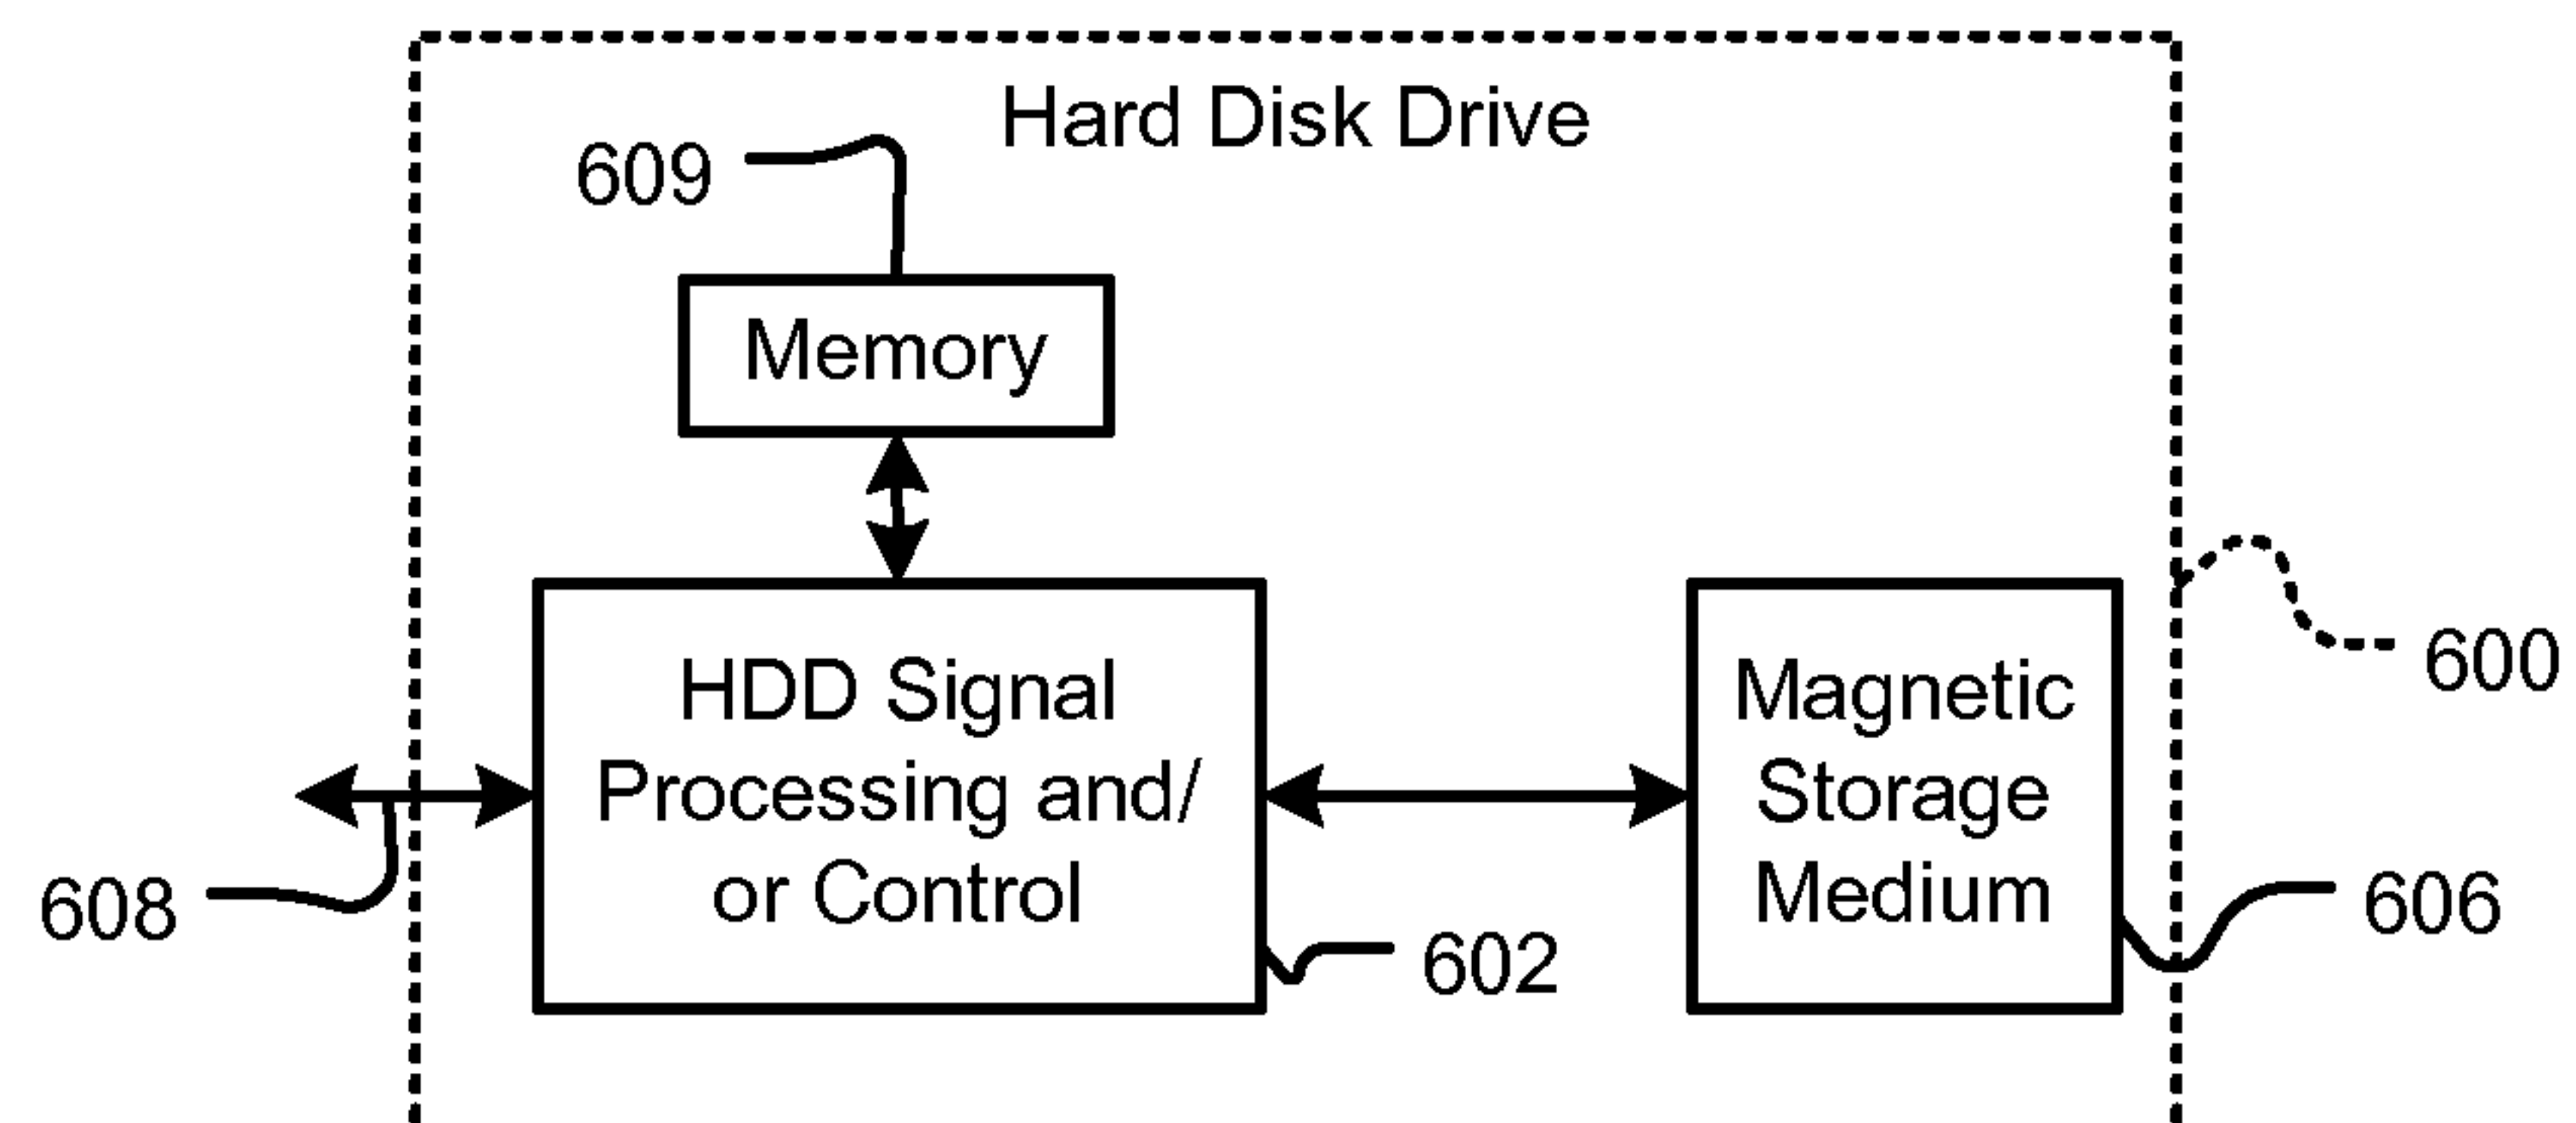 Hard Disk Drive
609
Memory
HDD Signal
Processing and/
or Control
Magnetic
Storage
Medium
600
608
602
606